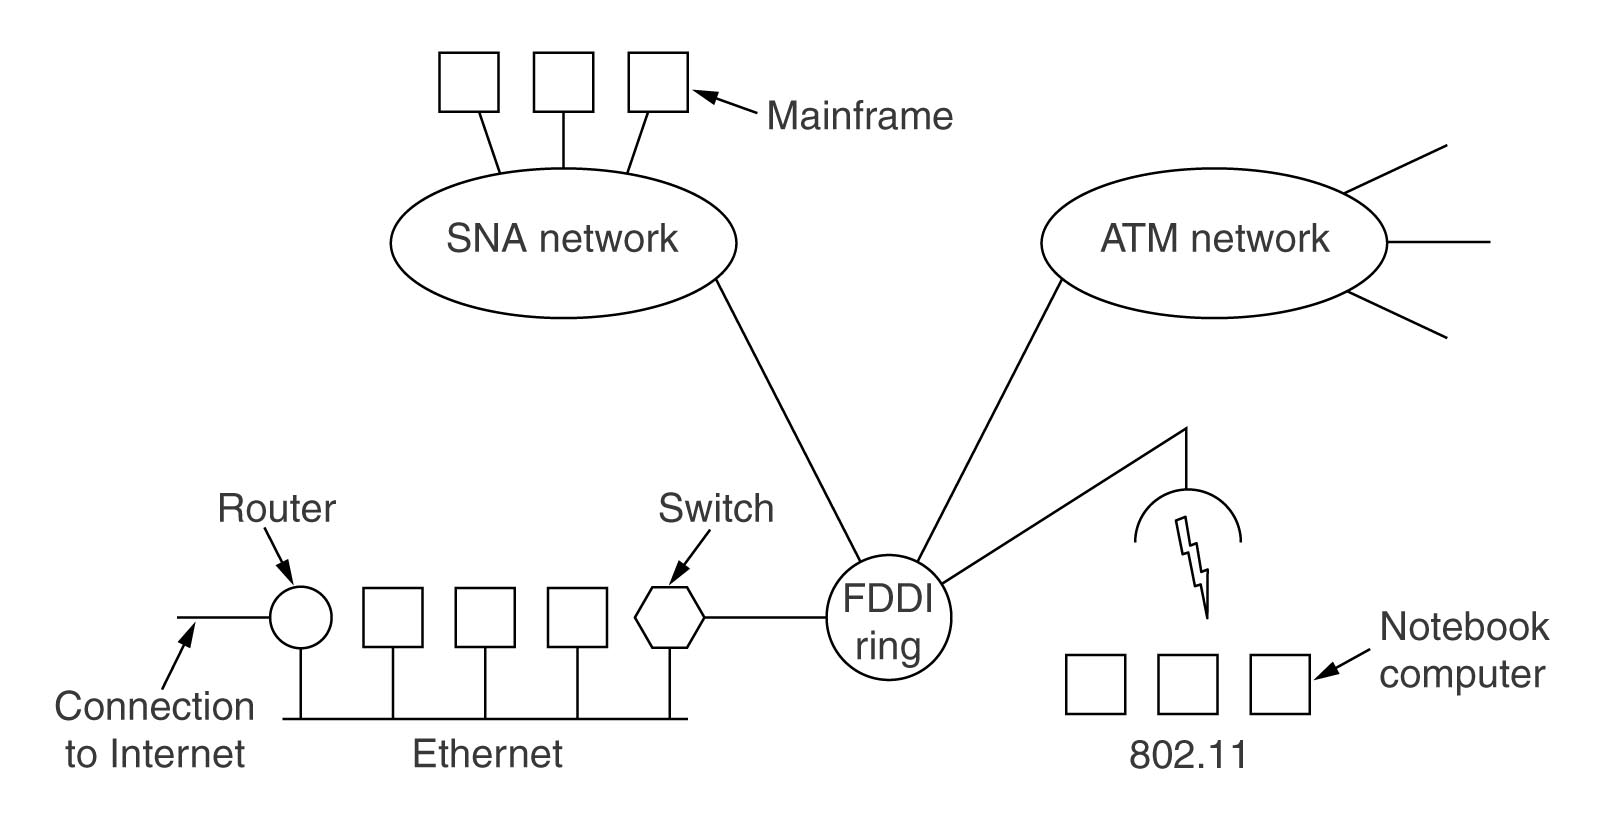 Mainframe
SNA network
ATM network
Router
Switch
FDDI
ring
Notebook
computer
Connection
to Internet
Ethernet
802.11